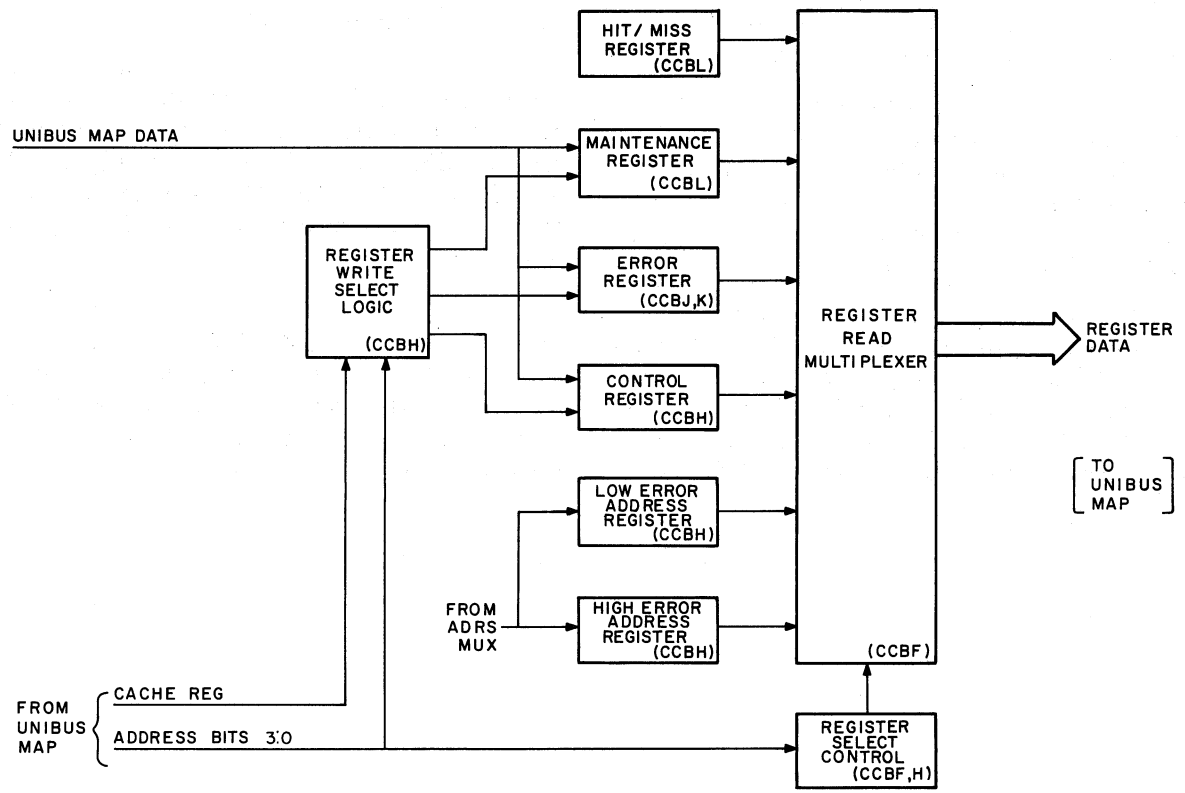 HIT/ MISS
REGISTER
(CCBL)
UNIBUS MAP DATA
MAINTENANCE
REGISTER
(CCBL)
REGISTER
WRITE
SELECT
LOGIC
(CCBH)
ERROR
REGISTER
(CCBJ,K)
REGISTER
READ
MULTIPLEXER
REGISTER
DATA
CONTROL
REGISTER
(CCBH)
TO
UNIBUS
MAP
LOW ERROR
ADDRESS
REGISTER
(CCBH)
FROM
ADRS
MUX
HIGH ERROR
ADDRESS
REGISTER
(CCBH)
(CCBF)
FROM
UNIBUS
MAP
CACHE REG
ADDRESS BITS 3:0
REGISTER
SELECT
CONTROL
(CCBF,H)